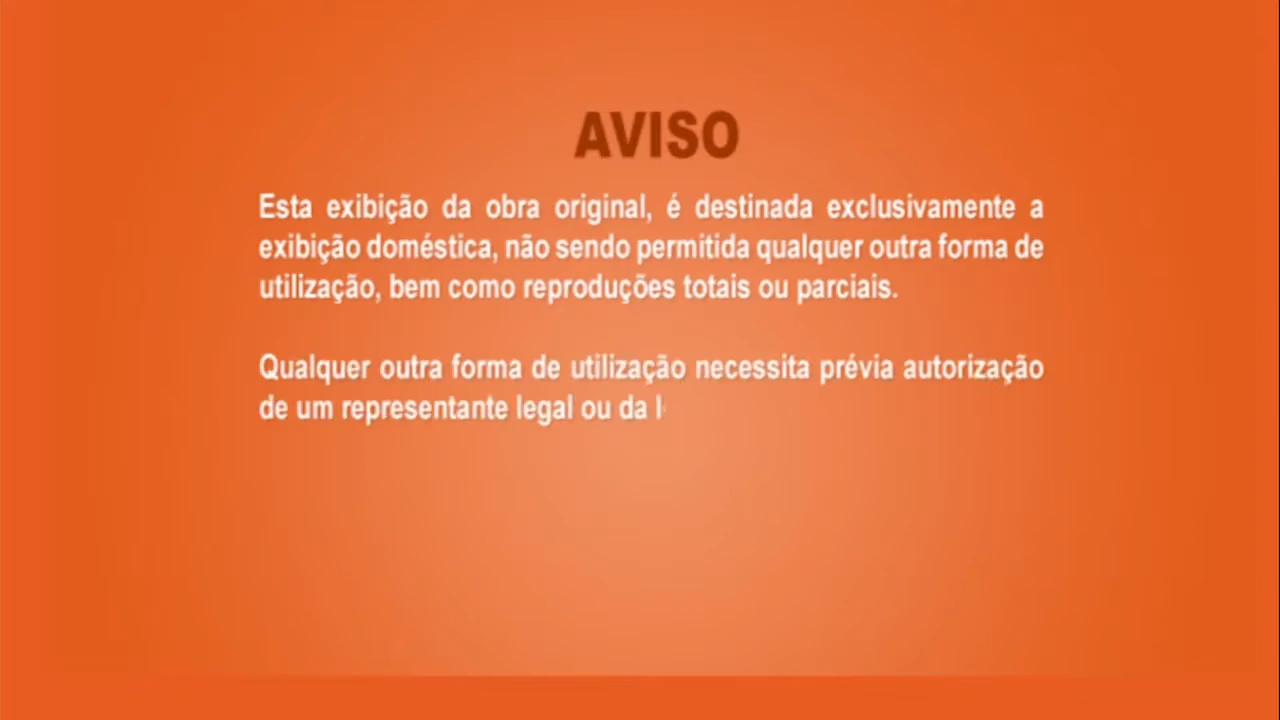 AVISO
Esta exibição da obra original, é destinada exclusivamente a
exibição doméstica, não sendo permitida qualquer outra forma de
utilização, bem como reproduções totais ou parciais.
Qualquer outra forma de utilização necessita prévia autorização
de um representante legal ou da